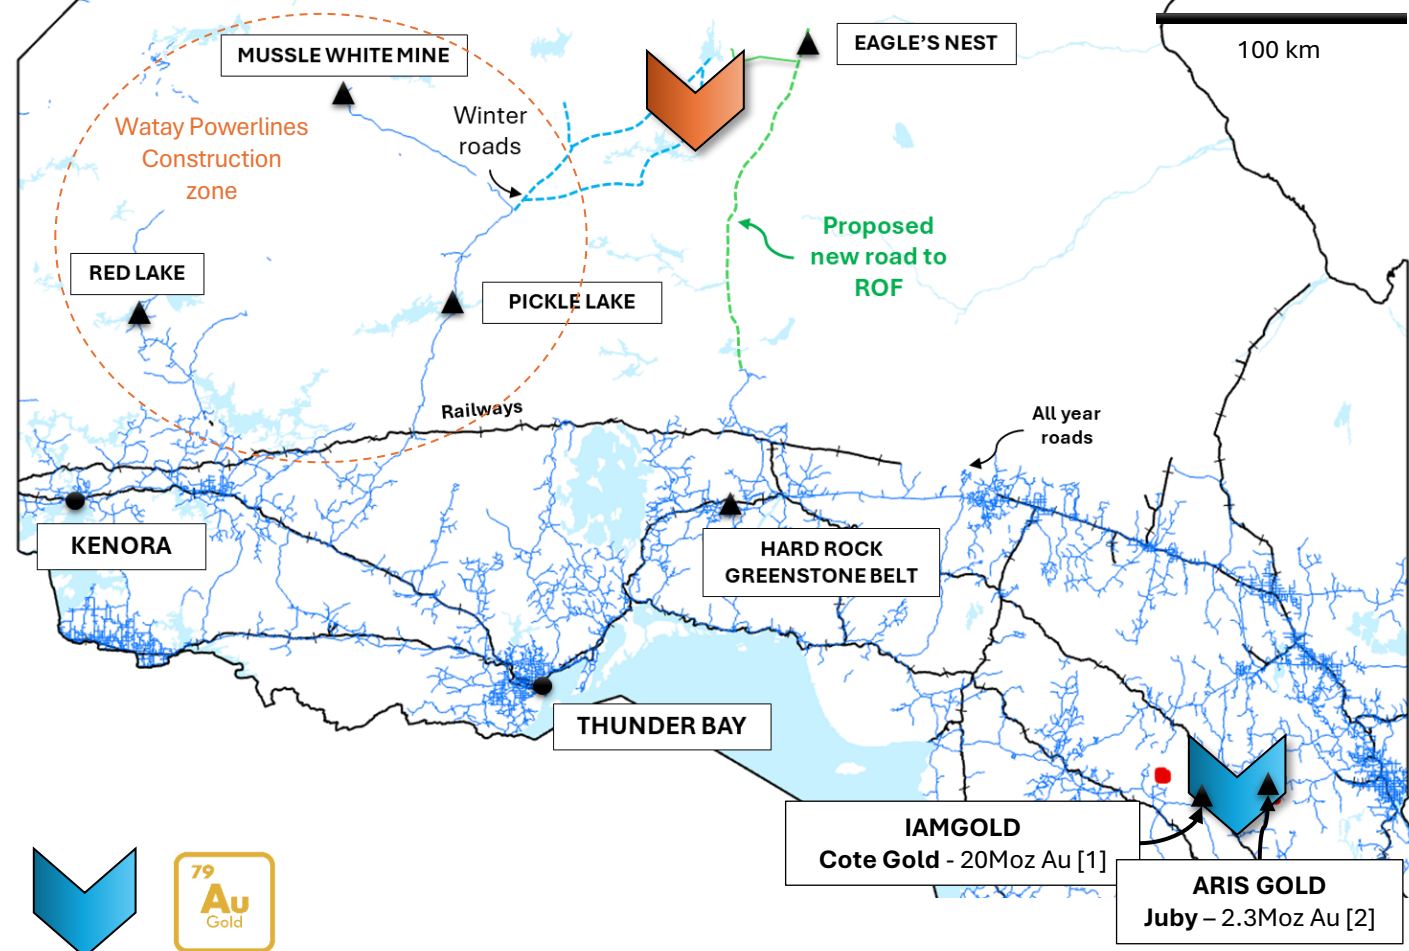 MUSSLE WHITE MINE
EAGLE'S NEST
100 km
Winter
roads
Watay Powerlines
Construction
zone
Proposed
new road to
ROF
RED LAKE
PICKLE LAKE
Railways
All year
roads
KENORA
HARD ROCK
GREENSTONE BELT
THUNDER BAY
IAMGOLD
Cote Gold - 20Moz Au [1]
ARIS GOLD
Juby – 2.3Moz Au [2]
79
Au
Gold